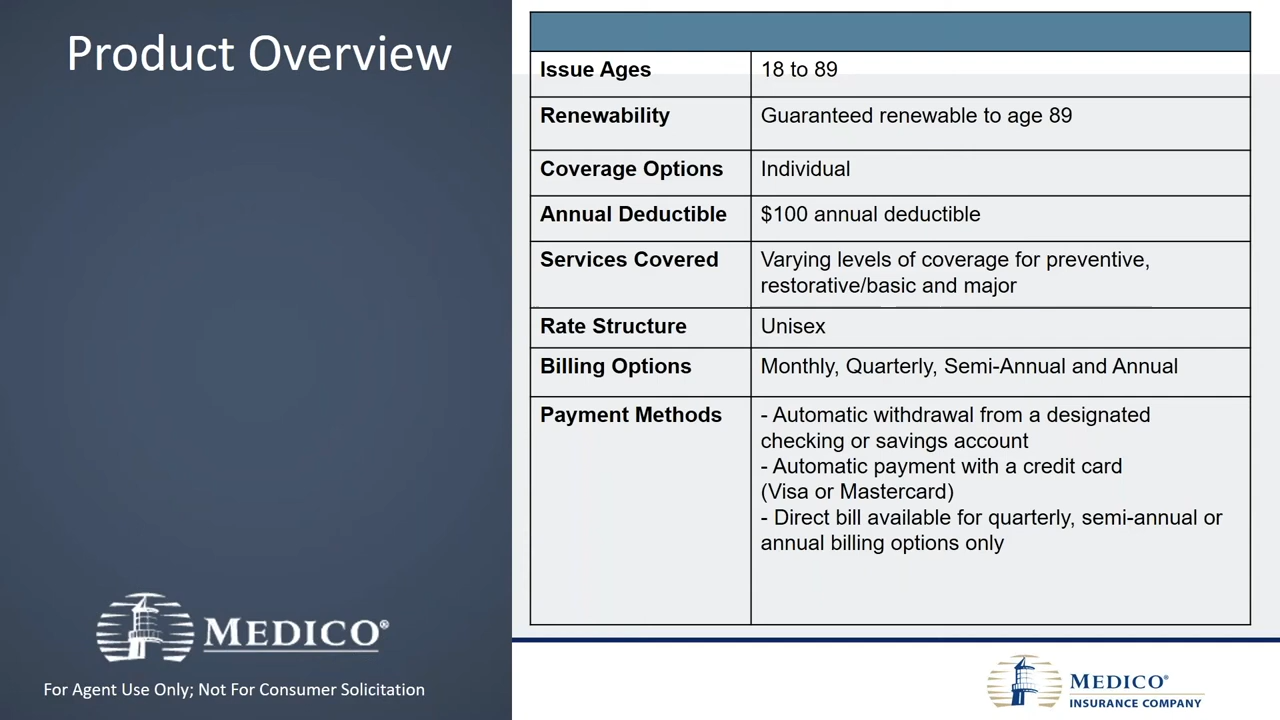 Product Overview
Issue Ages 18 to 89
Renewability Guaranteed renewable to age 89
Coverage Options Individual
Annual Deductible $100 annual deductible
Services Covered Varying levels of coverage for preventive,
restorative/basic and major
Rate Structure Unisex
Billing Options Monthly, Quarterly, Semi-Annual and Annual
Payment Methods - Automatic withdrawal from a designated
checking or savings account
- Automatic payment with a credit card
(Visa or Mastercard)
- Direct bill available for quarterly, semi-annual or
annual billing options only
MEDICO®
For Agent Use Only; Not For Consumer Solicitation
MEDICO®
INSURANCE COMPANY